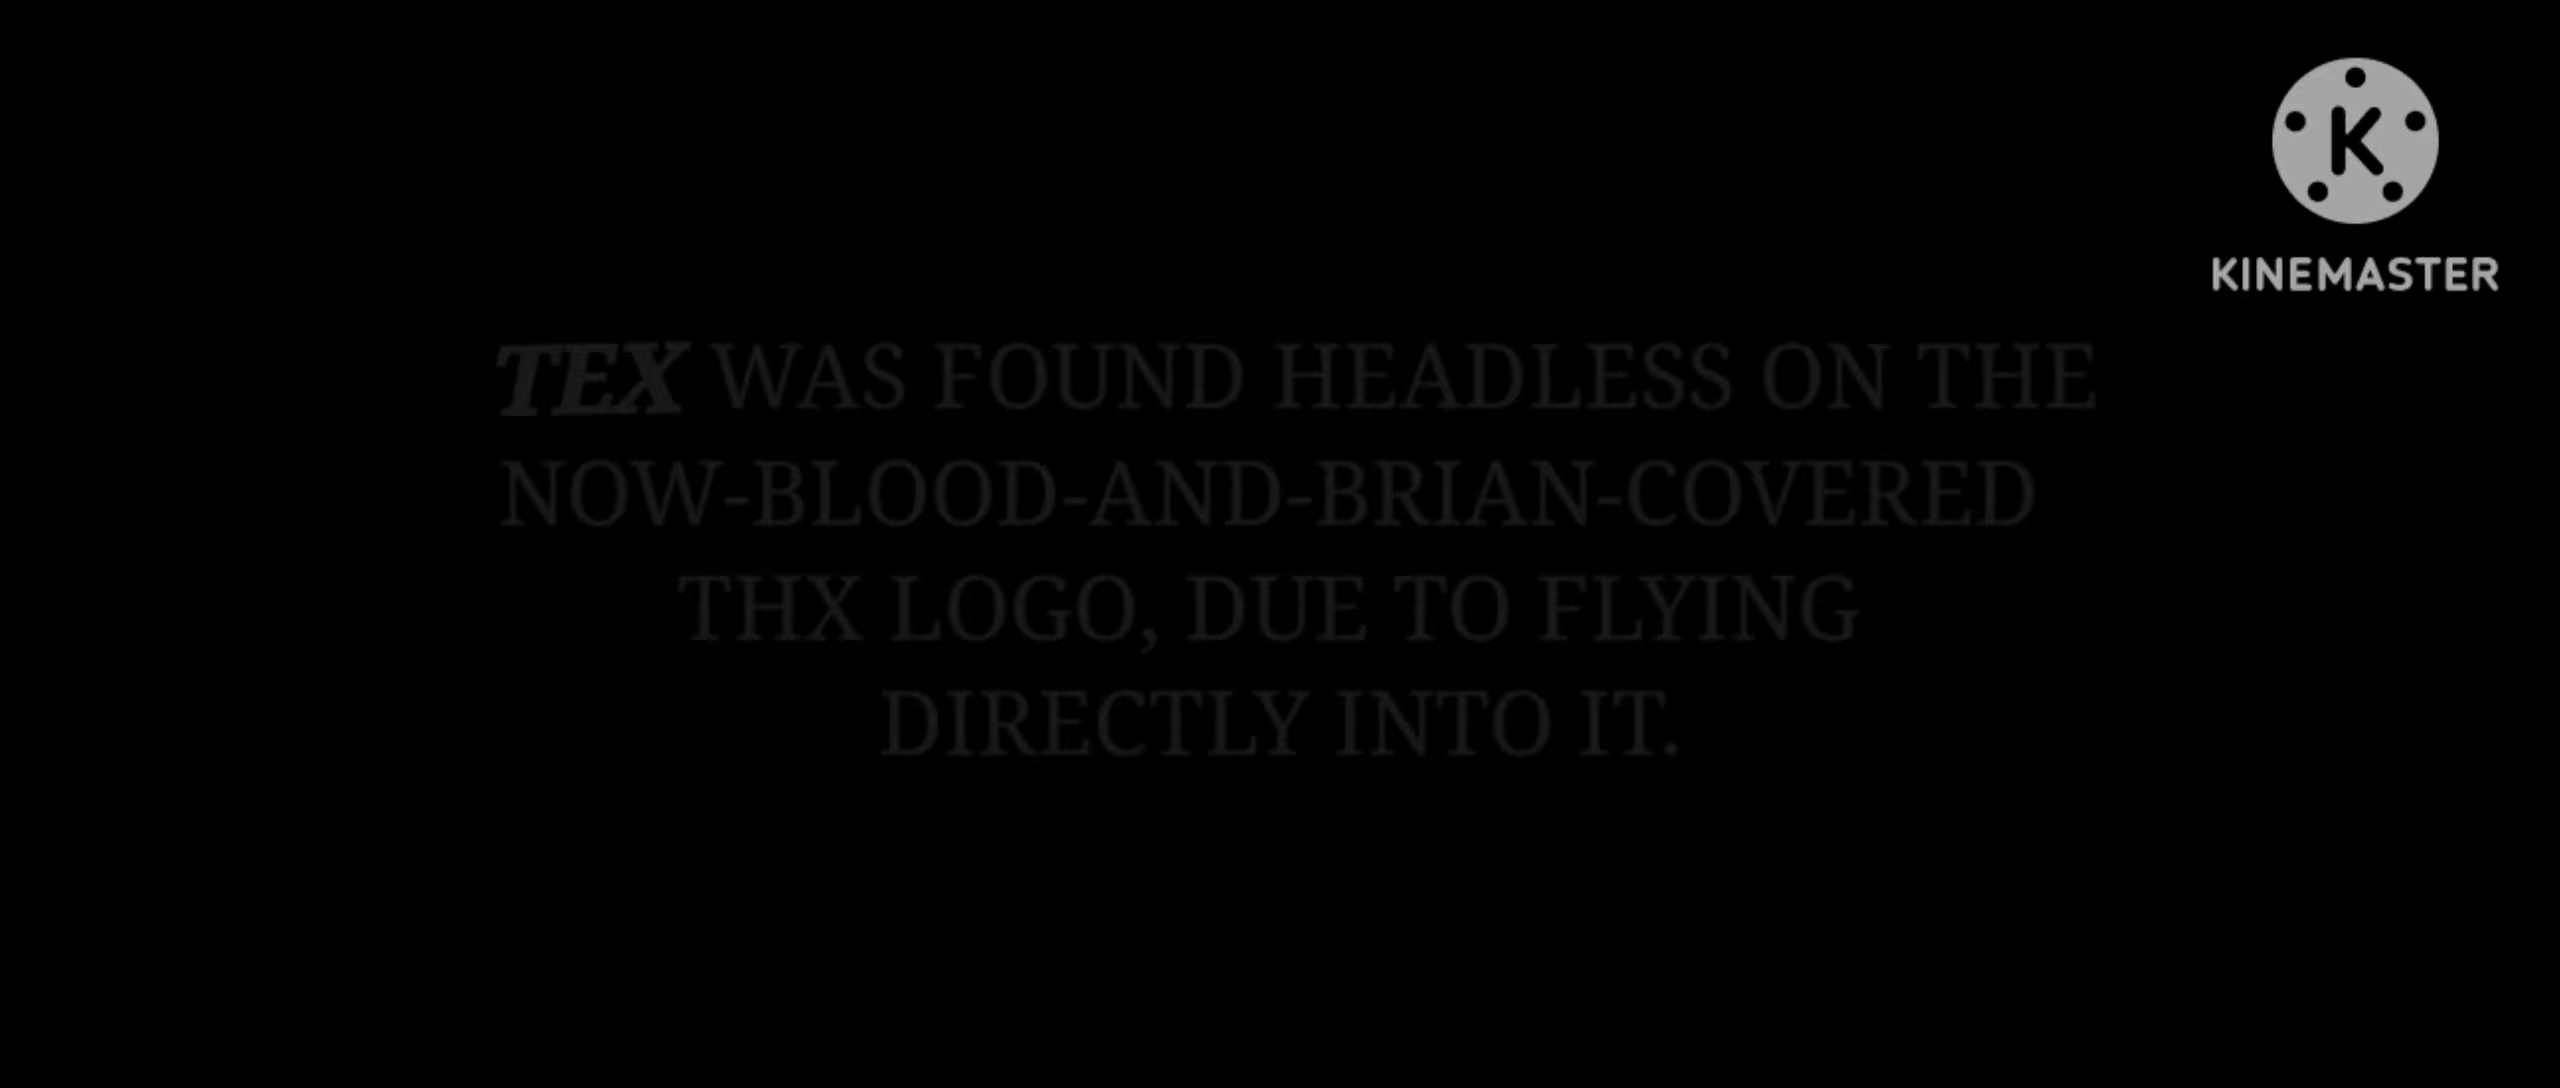 K
KINEMASTER
TEX WAS FOUND HEADLESS ON THE
NOW-BLOOD-AND-BRIAN-COVERED
THX LOGO, DUE TO FLYING
DIRECTLY INTO IT.